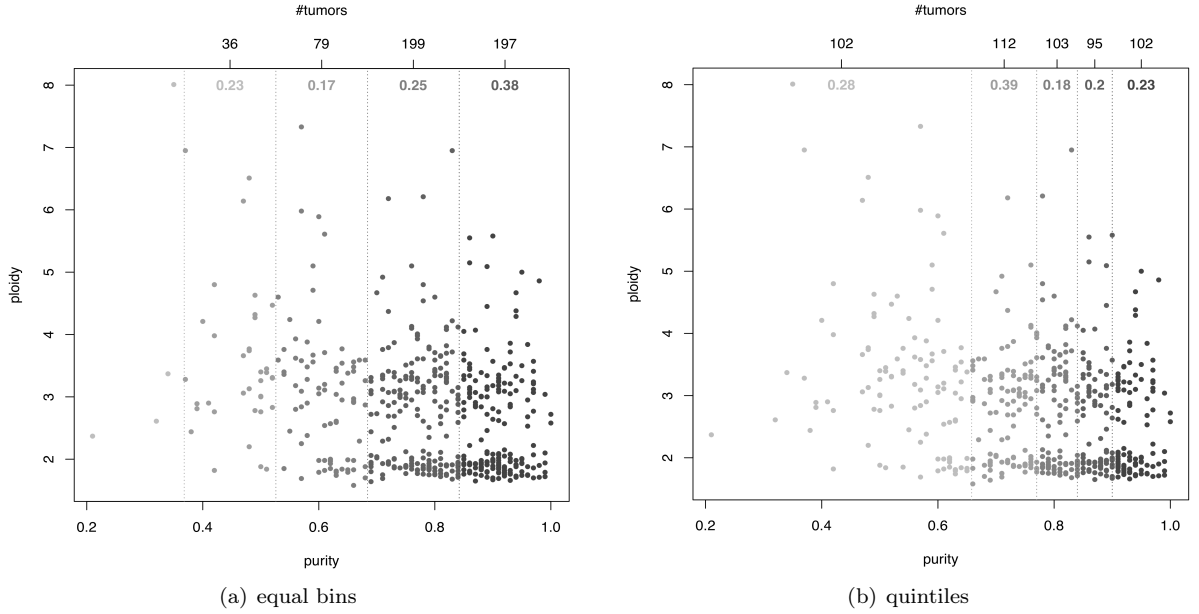 #tumors
36 79 199 197
0.23 0.17 0.25 0.38
8
7
6
5
4
3
2
ploidy
0.2 0.4 0.6 0.8 1.0
purity
(a) equal bins
#tumors
102 112 103 95 102
0.28 0.39 0.18 0.2 0.23
8
7
6
5
4
3
2
ploidy
0.2 0.4 0.6 0.8 1.0
purity
(b) quintiles